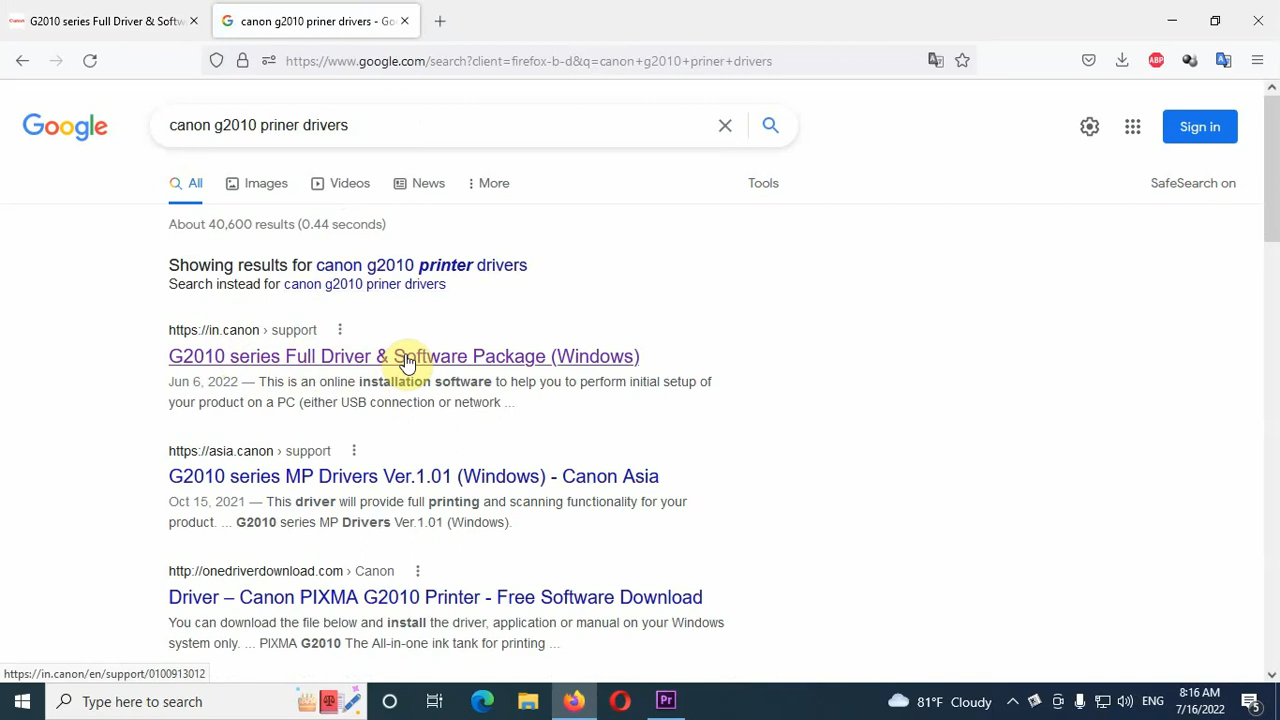 Canon G2010 series Full Driver & Softw
canon g2010 priner drivers - Go
https://www.google.com/search?client=firefox-b-d&q=canon+g2010+priner+drivers
ABP
Google
canon g2010 priner drivers
Sign in
All Images Videos News More Tools SafeSearch on
About 40,600 results (0.44 seconds)
Showing results for canon g2010 printer drivers
Search instead for canon g2010 priner drivers
https://in.canon › support
G2010 series Full Driver & Software Package (Windows)
Jun 6, 2022 — This is an online installation software to help you to perform initial setup of
your product on a PC (either USB connection or network ...
https://asia.canon › support
G2010 series MP Drivers Ver.1.01 (Windows) - Canon Asia
Oct 15, 2021 — This driver will provide full printing and scanning functionality for your
product. ... G2010 series MP Drivers Ver.1.01 (Windows).
http://onedriverdownload.com › Canon
Driver – Canon PIXMA G2010 Printer - Free Software Download
You can download the file below and install the driver, application or manual on your Windows
system only. ... PIXMA G2010 The All-in-one ink tank for printing ...
https://in.canon/en/support/0100913012
Type here to search
Pr
81°F Cloudy
ENG
8:16 AM
7/16/2022
5